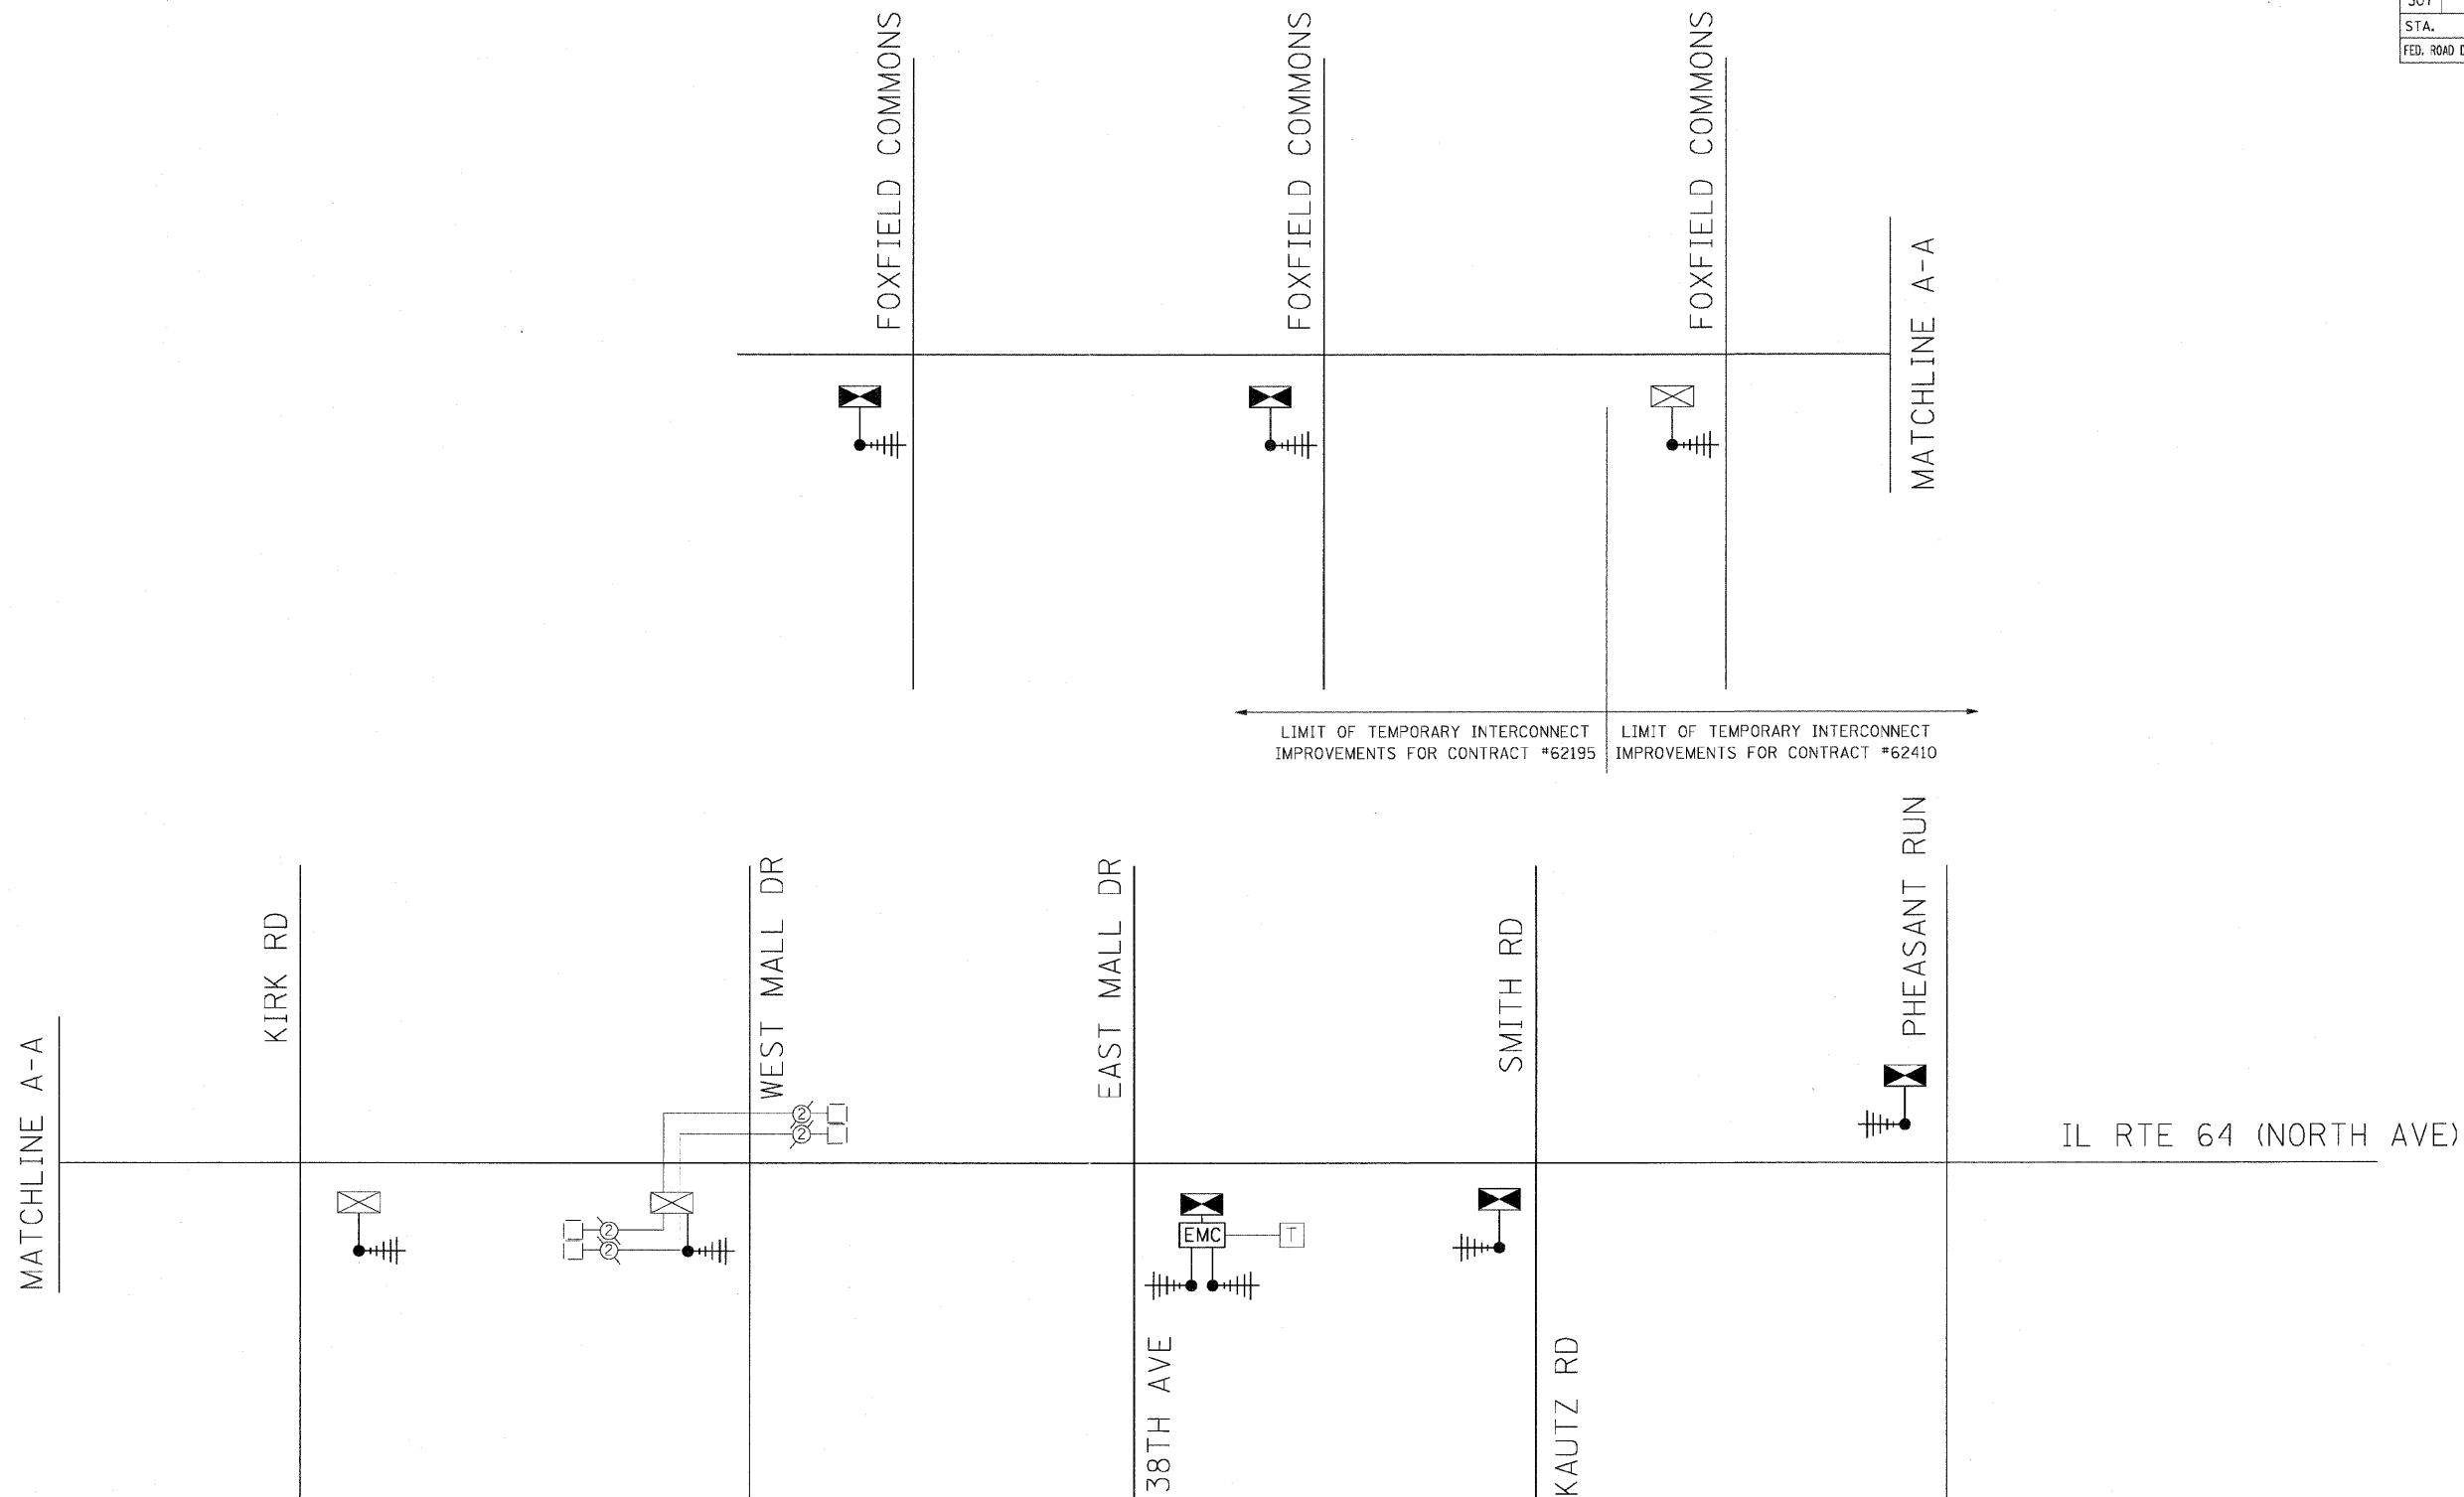 STA.
FED. ROAD D
FOXFIELD COMMONS
FOXFIELD COMMONS
FOXFIELD COMMONS
MATCHLINE A-A
LIMIT OF TEMPORARY INTERCONNECT
IMPROVEMENTS FOR CONTRACT #62195
LIMIT OF TEMPORARY INTERCONNECT
IMPROVEMENTS FOR CONTRACT #62410
MATCHLINE A-A
KIRK RD
WEST MALL DR
EAST MALL DR
SMITH RD
PHEASANT RUN
IL RTE 64 (NORTH AVE)
2
2
2
2
EMC
T
38TH AVE
KAUTZ RD